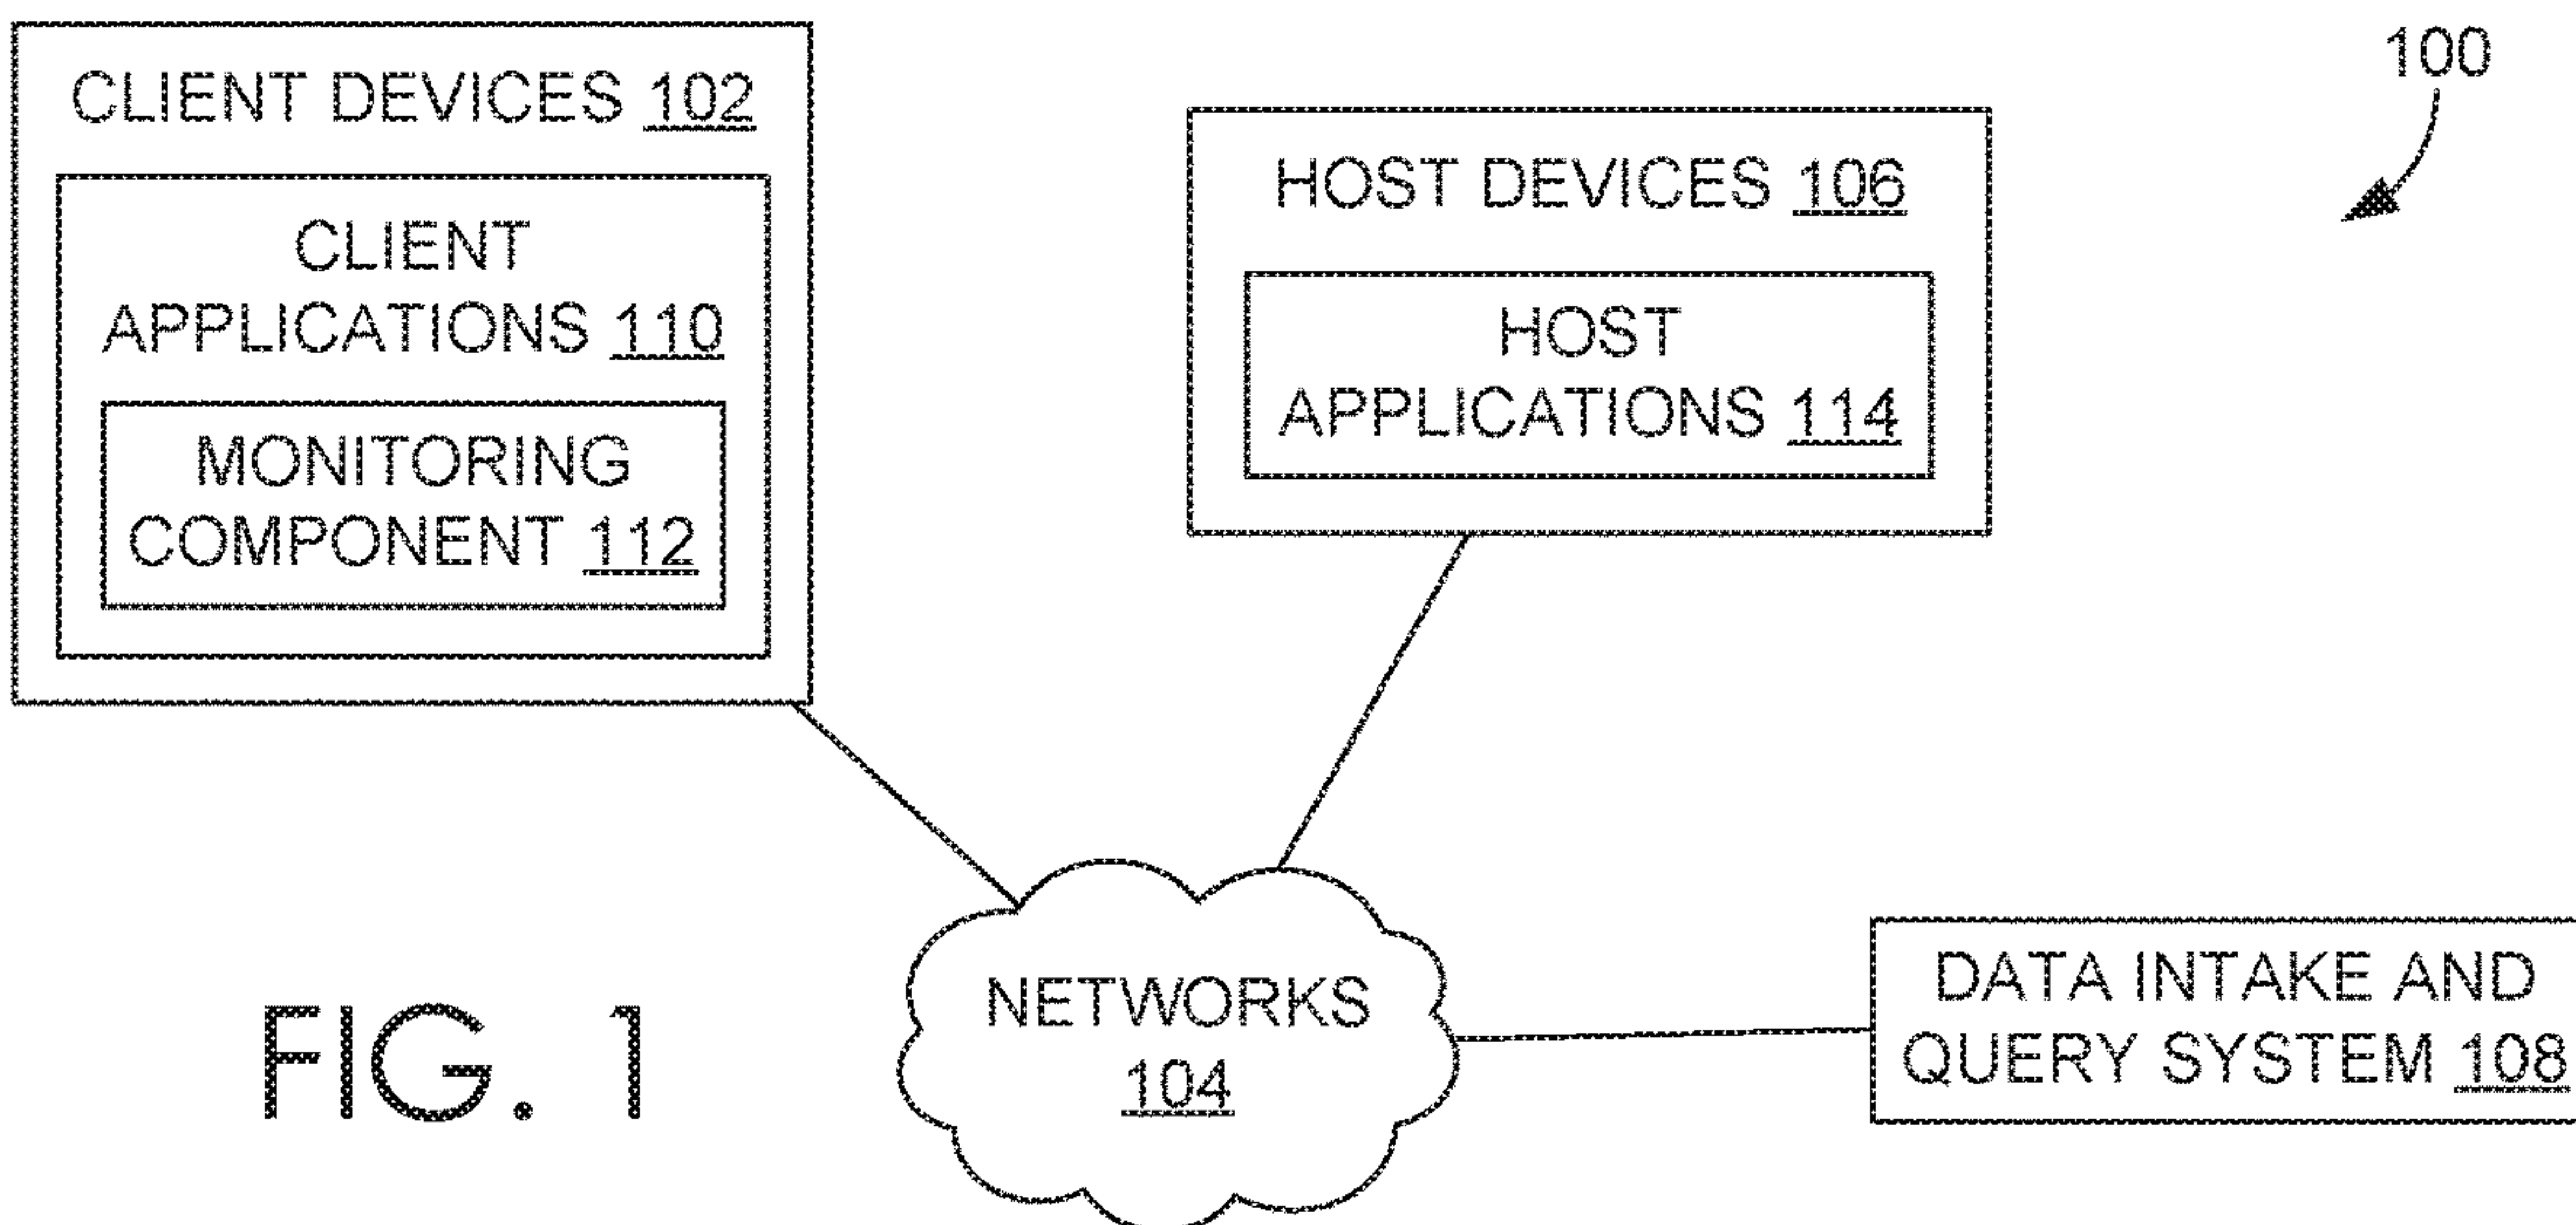 100
CLIENT DEVICES 102
CLIENT
APPLICATIONS 110
MONITORING
COMPONENT 112
HOST DEVICES 106
HOST
APPLICATIONS 114
NETWORKS
104
DATA INTAKE AND
QUERY SYSTEM 108
FIG. 1